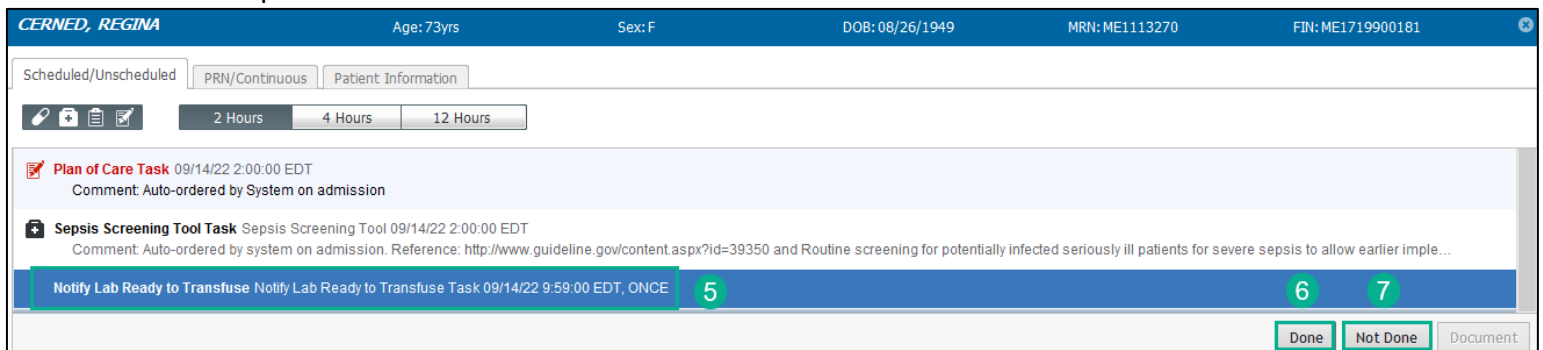 CERNED, REGINA Age: 73yrs Sex: F DOB: 08/26/1949 MRN: ME1113270 FIN: ME1719900181
Scheduled/Unscheduled PRN/Continuous Patient Information
2 Hours 4 Hours 12 Hours
Plan of Care Task 09/14/22 2:00:00 EDT
Comment: Auto-ordered by System on admission
Sepsis Screening Tool Task Sepsis Screening Tool 09/14/22 2:00:00 EDT
Comment: Auto-ordered by system on admission. Reference: http://www.guideline.gov/content.aspx?id=39350 and Routine screening for potentially infected seriously ill patients for severe sepsis to allow earlier imple...
Notify Lab Ready to Transfuse Notify Lab Ready to Transfuse Task 09/14/22 9:59:00 EDT, ONCE 5 6 7
Done Not Done Document